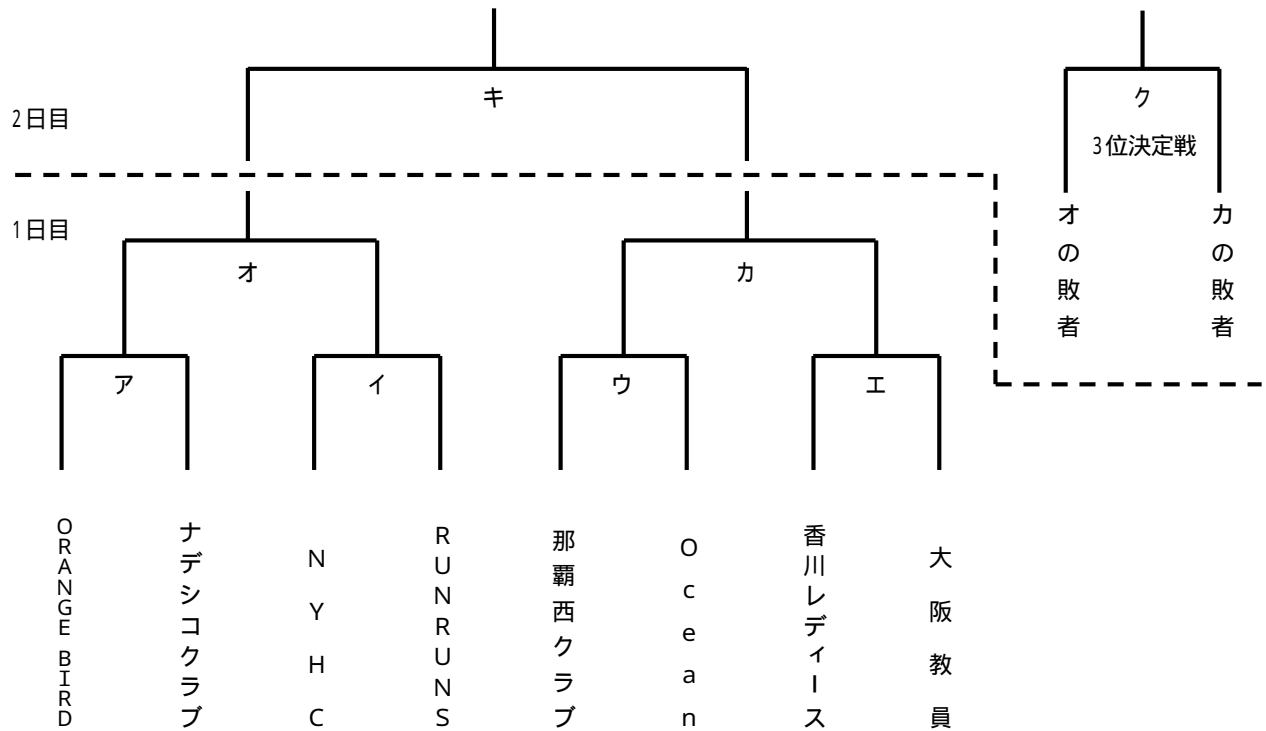 キ
ク
2日目
3位決定戦
1日目
オの敗者
カの敗者
オ
カ
ア
イ
ウ
エ
ORANGE BIRD
ナデシコクラブ
NYHC
RUNRUNS
那覇西クラブ
Ocean
香川レディース
大阪教員